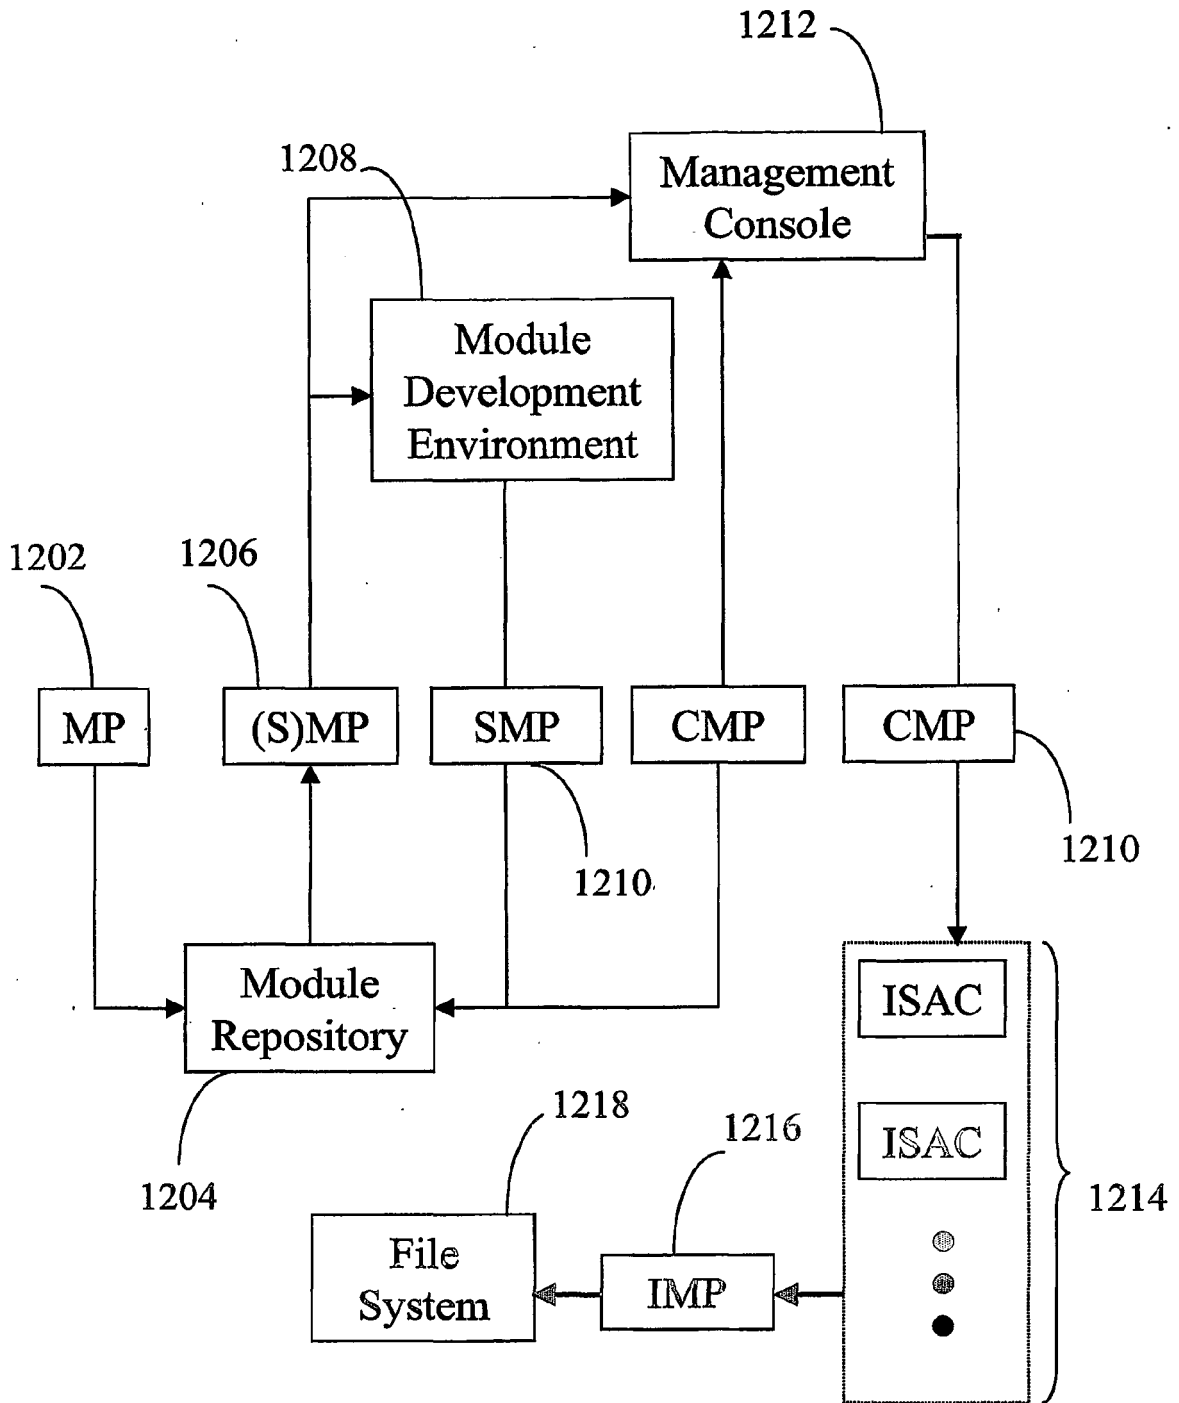 1212
1208
Management
Console
Module
Development
Environment
1202
1206
MP
(S)MP
SMP
CMP
CMP
1210
1210
Module
Repository
ISAC
ISAC
1204
1218
1216
1214
File
System
IMP